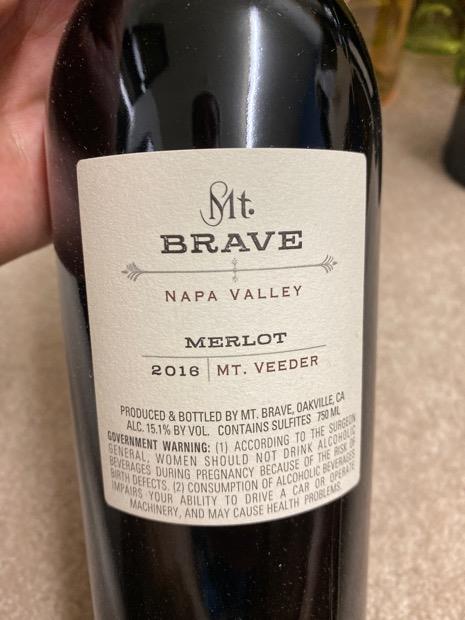 Mt.
BRAVE
NAPA VALLEY
MERLOT
2016 | MT. VEEDER
PRODUCED & BOTTLED BY MT. BRAVE, OAKVILLE, CA
ALC. 15.1% BY VOL. CONTAINS SULFITES 750 ML
GOVERNMENT WARNING: (1) ACCORDING TO THE SURGEON
GENERAL, WOMEN SHOULD NOT DRINK ALCOHOLIC
BEVERAGES DURING PREGNANCY BECAUSE OF THE RISK OF
BIRTH DEFECTS. (2) CONSUMPTION OF ALCOHOLIC BEVERAGES
IMPAIRS YOUR ABILITY TO DRIVE A CAR OR OPERATE
MACHINERY, AND MAY CAUSE HEALTH PROBLEMS.